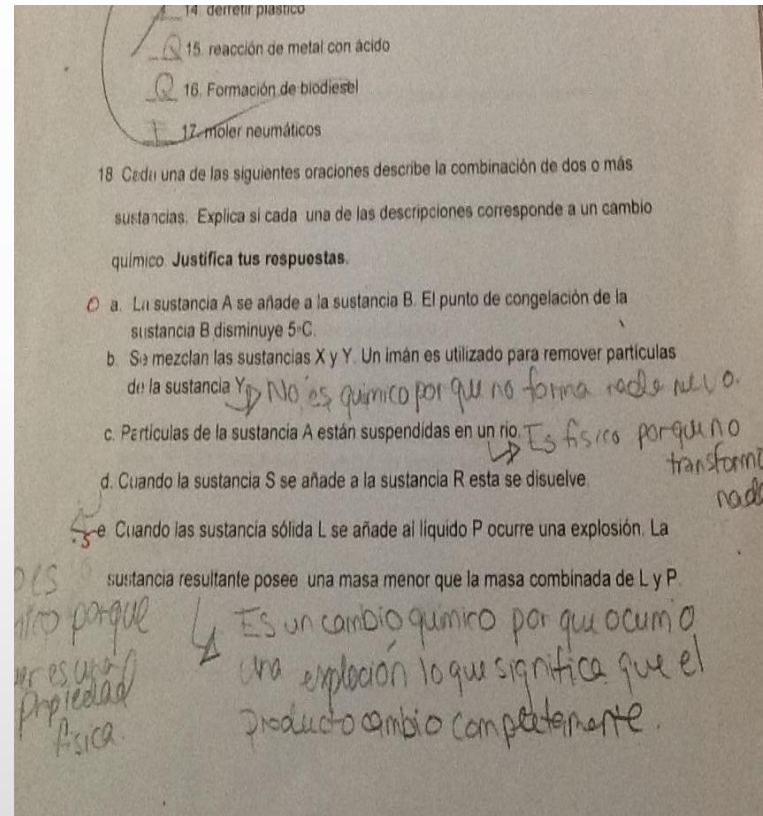 14. derretir plástico
Q 15. reacción de metal con ácido
Q 16. Formación de biodiesel
F 17. moler neumáticos
18 Cada una de las siguientes oraciones describe la combinación de dos o más
sustancias. Explica si cada una de las descripciones corresponde a un cambio
químico. Justifica tus respuestas.
a. La sustancia A se añade a la sustancia B. El punto de congelación de la
sustancia B disminuye 5°C.
b. Se mezclan las sustancias X y Y. Un imán es utilizado para remover partículas
de la sustancia Y. No es químico por que no forma nada nuevo.
c. Partículas de la sustancia A están suspendidas en un río. Es físico porque no
transforma
nada
d. Cuando la sustancia S se añade a la sustancia R esta se disuelve.
e. Cuando las sustancia sólida L se añade al líquido P ocurre una explosión. La
sustancia resultante posee una masa menor que la masa combinada de L y P.
porque
es una
propiedad
física.
Es un cambio químico por que ocurrio
una explocion lo que significa que el
producto cambio completamente.